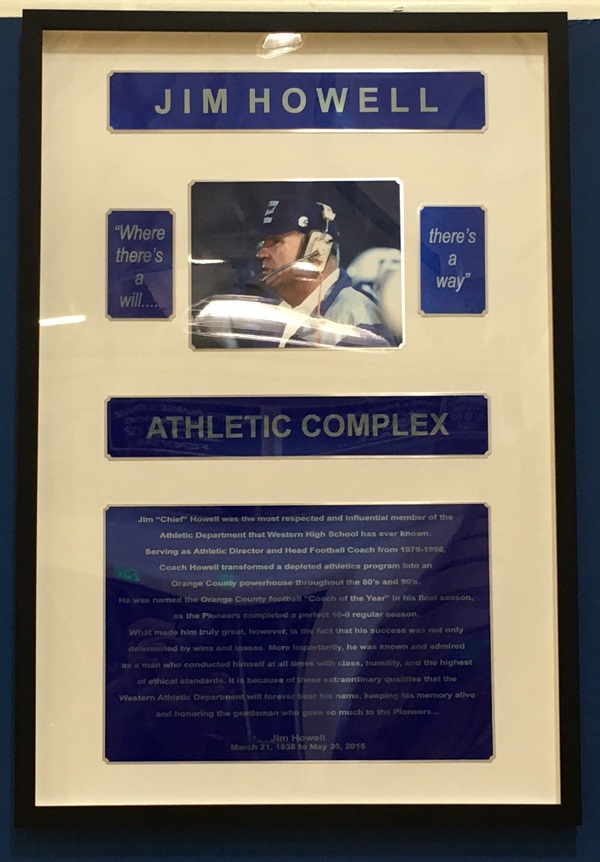 JIM HOWELL
"Where
there's
a
will....
there's
a
way"
ATHLETIC COMPLEX
Jim "Chief" Howell was the most respected and Influential member of the
Athletic Department that Western High School has ever known.
Serving as Athletic Director and Head Football Coach from 1979-1998,
Coach Howell transformed a depleted athletics program into an
Orange County powerhouse throughout the 80's and 90's.
He was named the Orange County football "Coach of the Year" in his final season,
as the Pioneers completed a perfect 10-0 regular season.
What made him truly great, however, is the fact that his success was not only
determined by wins and losses. More importantly, he was known and admired
as a man who conducted himself at all times with class, humility, and the highest
of ethical standards. It is because of these extraordinary qualities that the
Western Athletic Department will forever bear his name, keeping his memory alive
and honoring the gentleman who gave so much to the Pioneers...
Jim Howell
March 21, 1938 to May 30, 2015